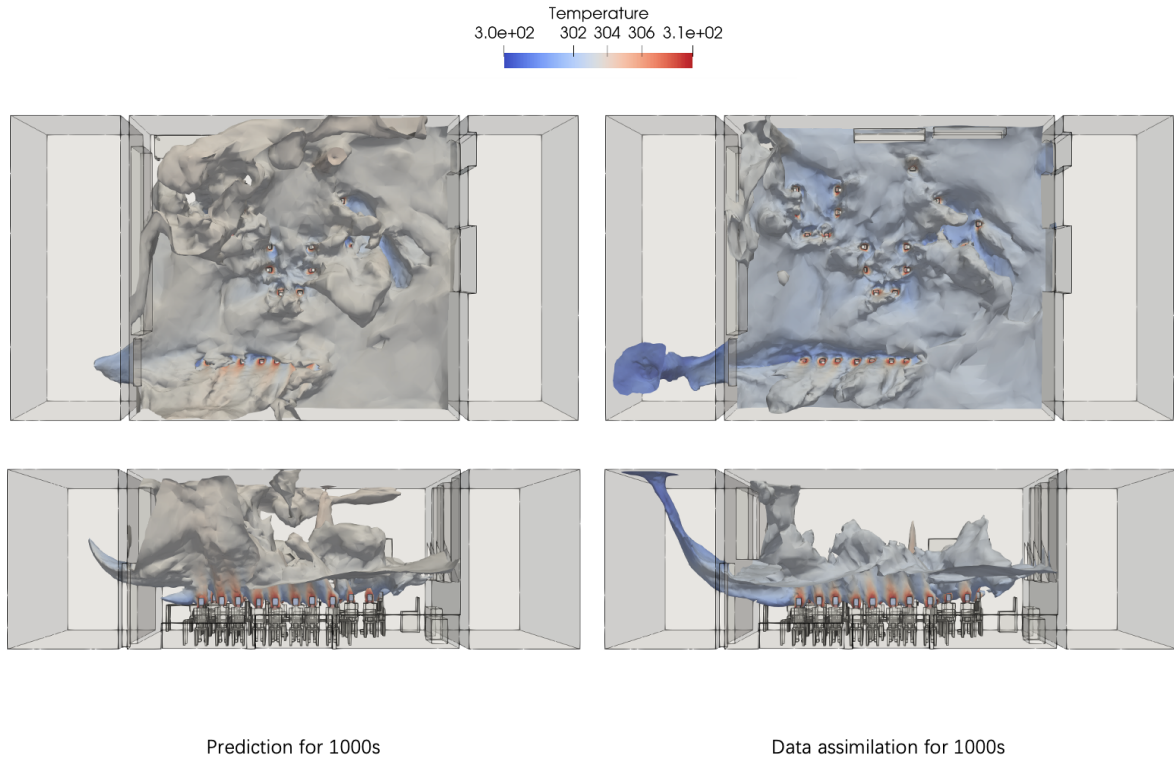 Temperature
3.0e+02 302 304 306 3.1e+02
Prediction for 1000s
Data assimilation for 1000s